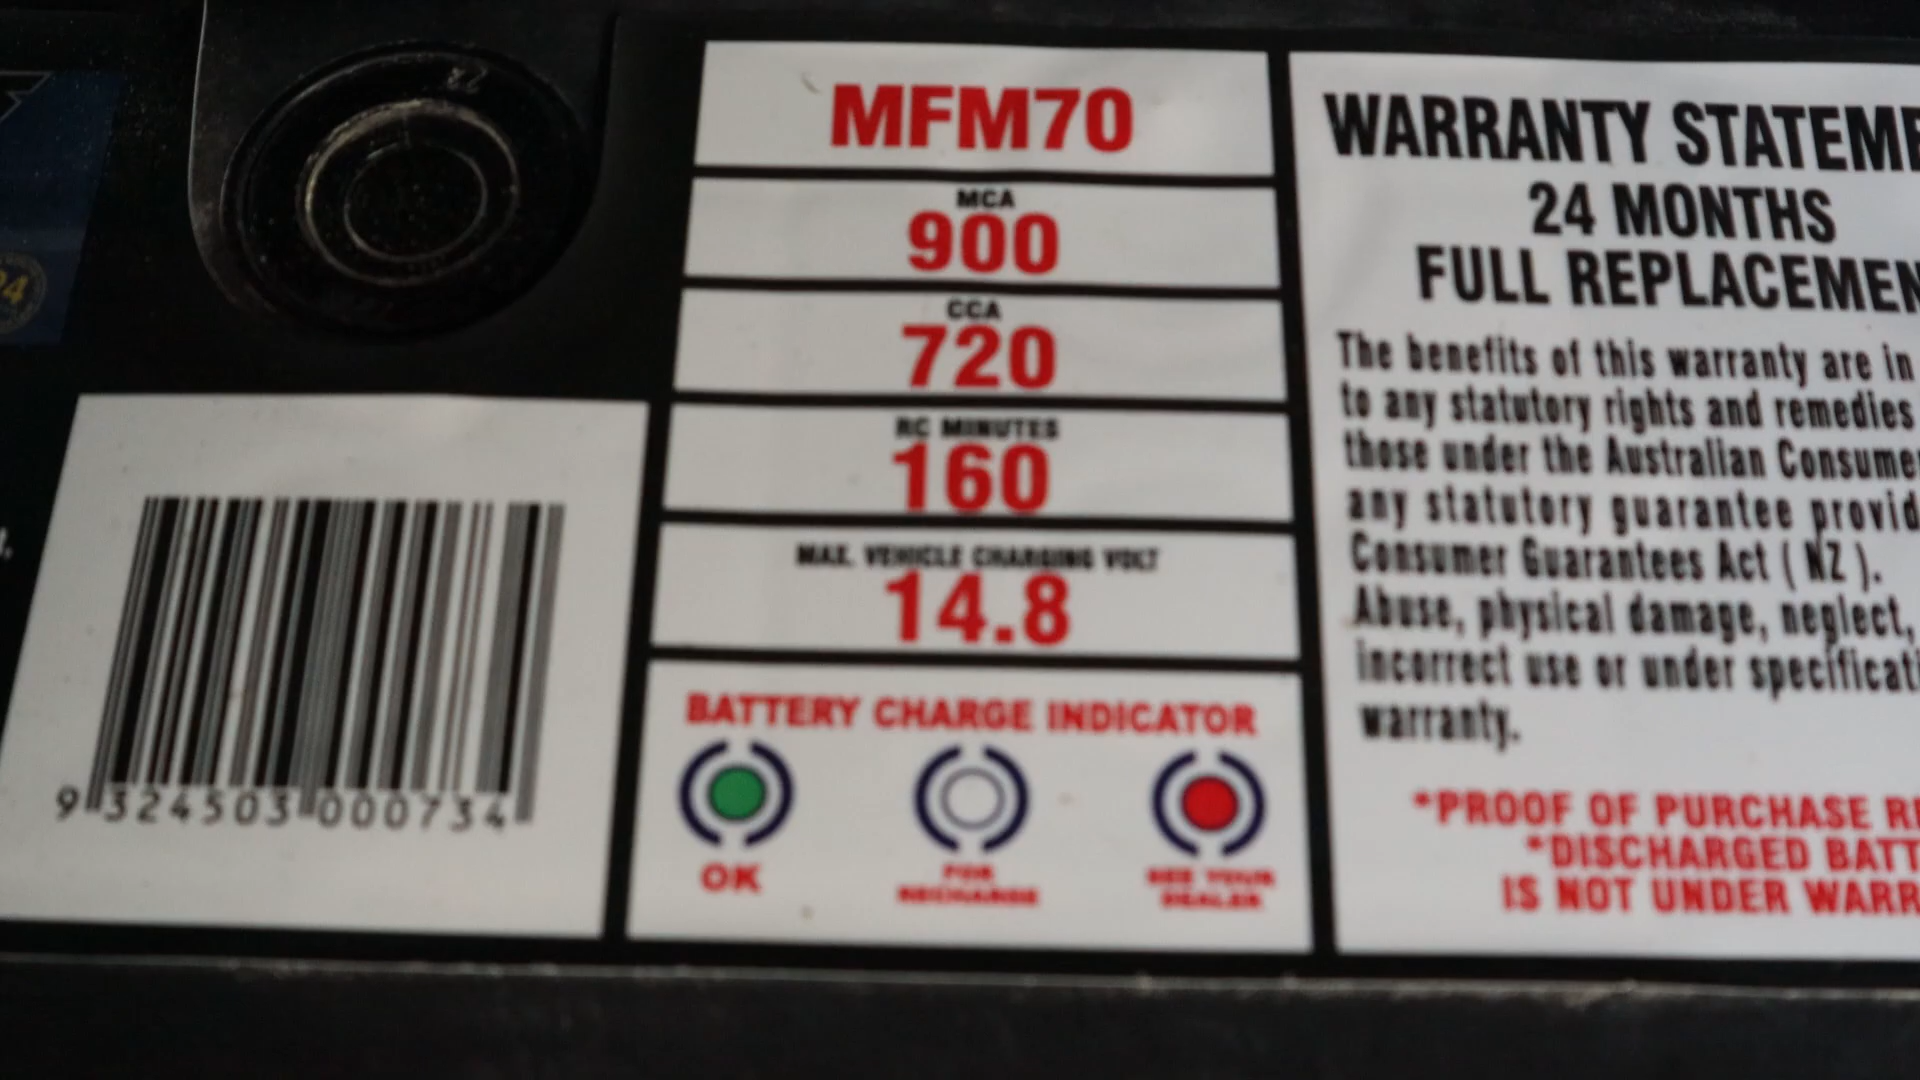 MFM70
MCA
900
CCA
720
RC MINUTES
160
MAX. VEHICLE CHARGING VOLT
14.8
BATTERY CHARGE INDICATOR
OK
FOR
RECHARGE
SEE YOUR
DEALER
9 324503 000734
WARRANTY STATEME
24 MONTHS
FULL REPLACEMEN
The benefits of this warranty are in
to any statutory rights and remedies
those under the Australian Consumer
any statutory guarantee provid
Consumer Guarantees Act ( NZ ).
Abuse, physical damage, neglect,
incorrect use or under specificati
warranty.
*PROOF OF PURCHASE RE
*DISCHARGED BATT
IS NOT UNDER WARR